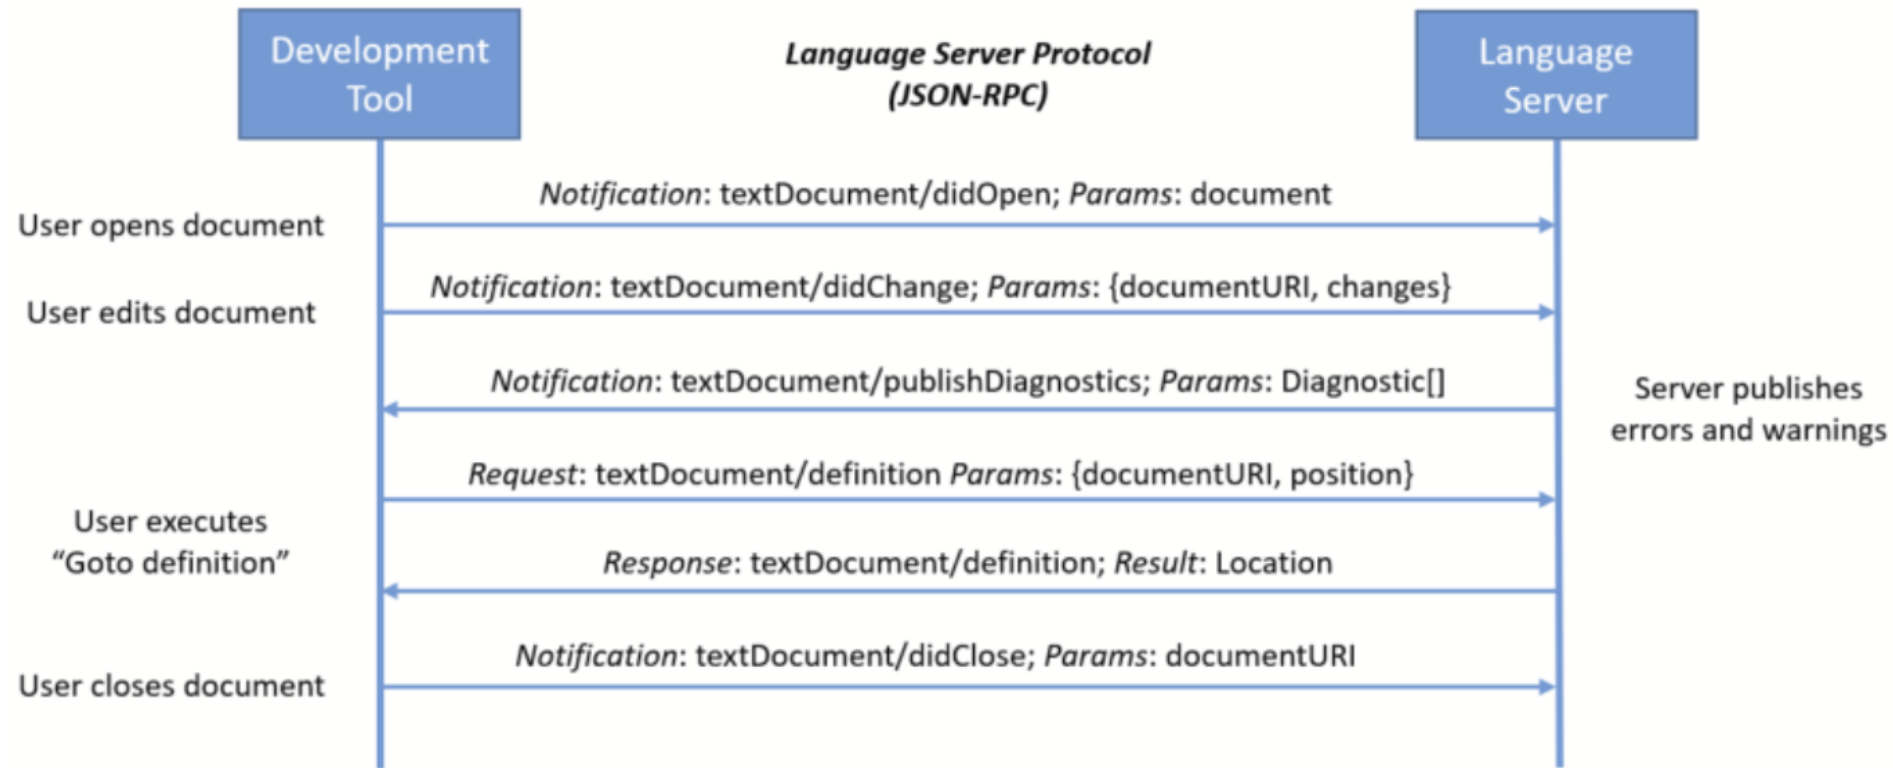 Development
Tool
Language Server Protocol
(JSON-RPC)
Language
Server
Notification: textDocument/didOpen; Params: document
User opens document
Notification: textDocument/didChange; Params: {documentURI, changes}
User edits document
Notification: textDocument/publishDiagnostics; Params: Diagnostic[]
Server publishes
errors and warnings
Request: textDocument/definition Params: {documentURI, position}
User executes
“Goto definition”
Response: textDocument/definition; Result: Location
Notification: textDocument/didClose; Params: documentURI
User closes document